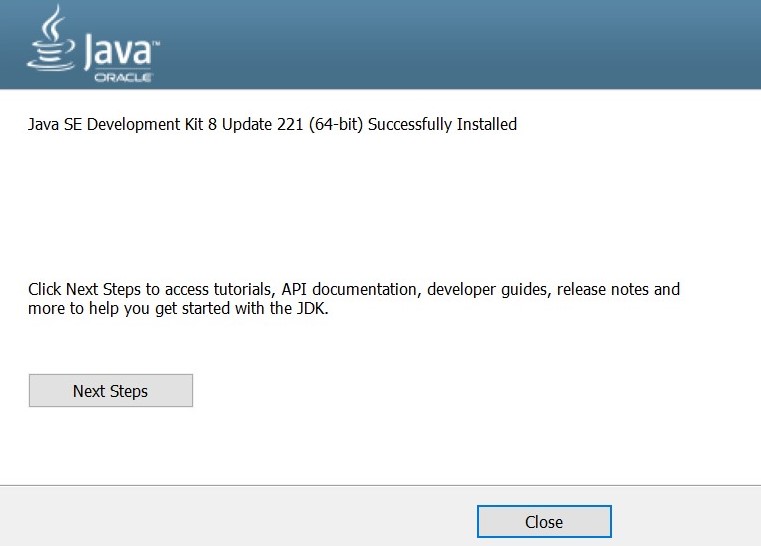 Java™
ORACLE
Java SE Development Kit 8 Update 221 (64-bit) Successfully Installed
Click Next Steps to access tutorials, API documentation, developer guides, release notes and
more to help you get started with the JDK.
Next Steps
Close